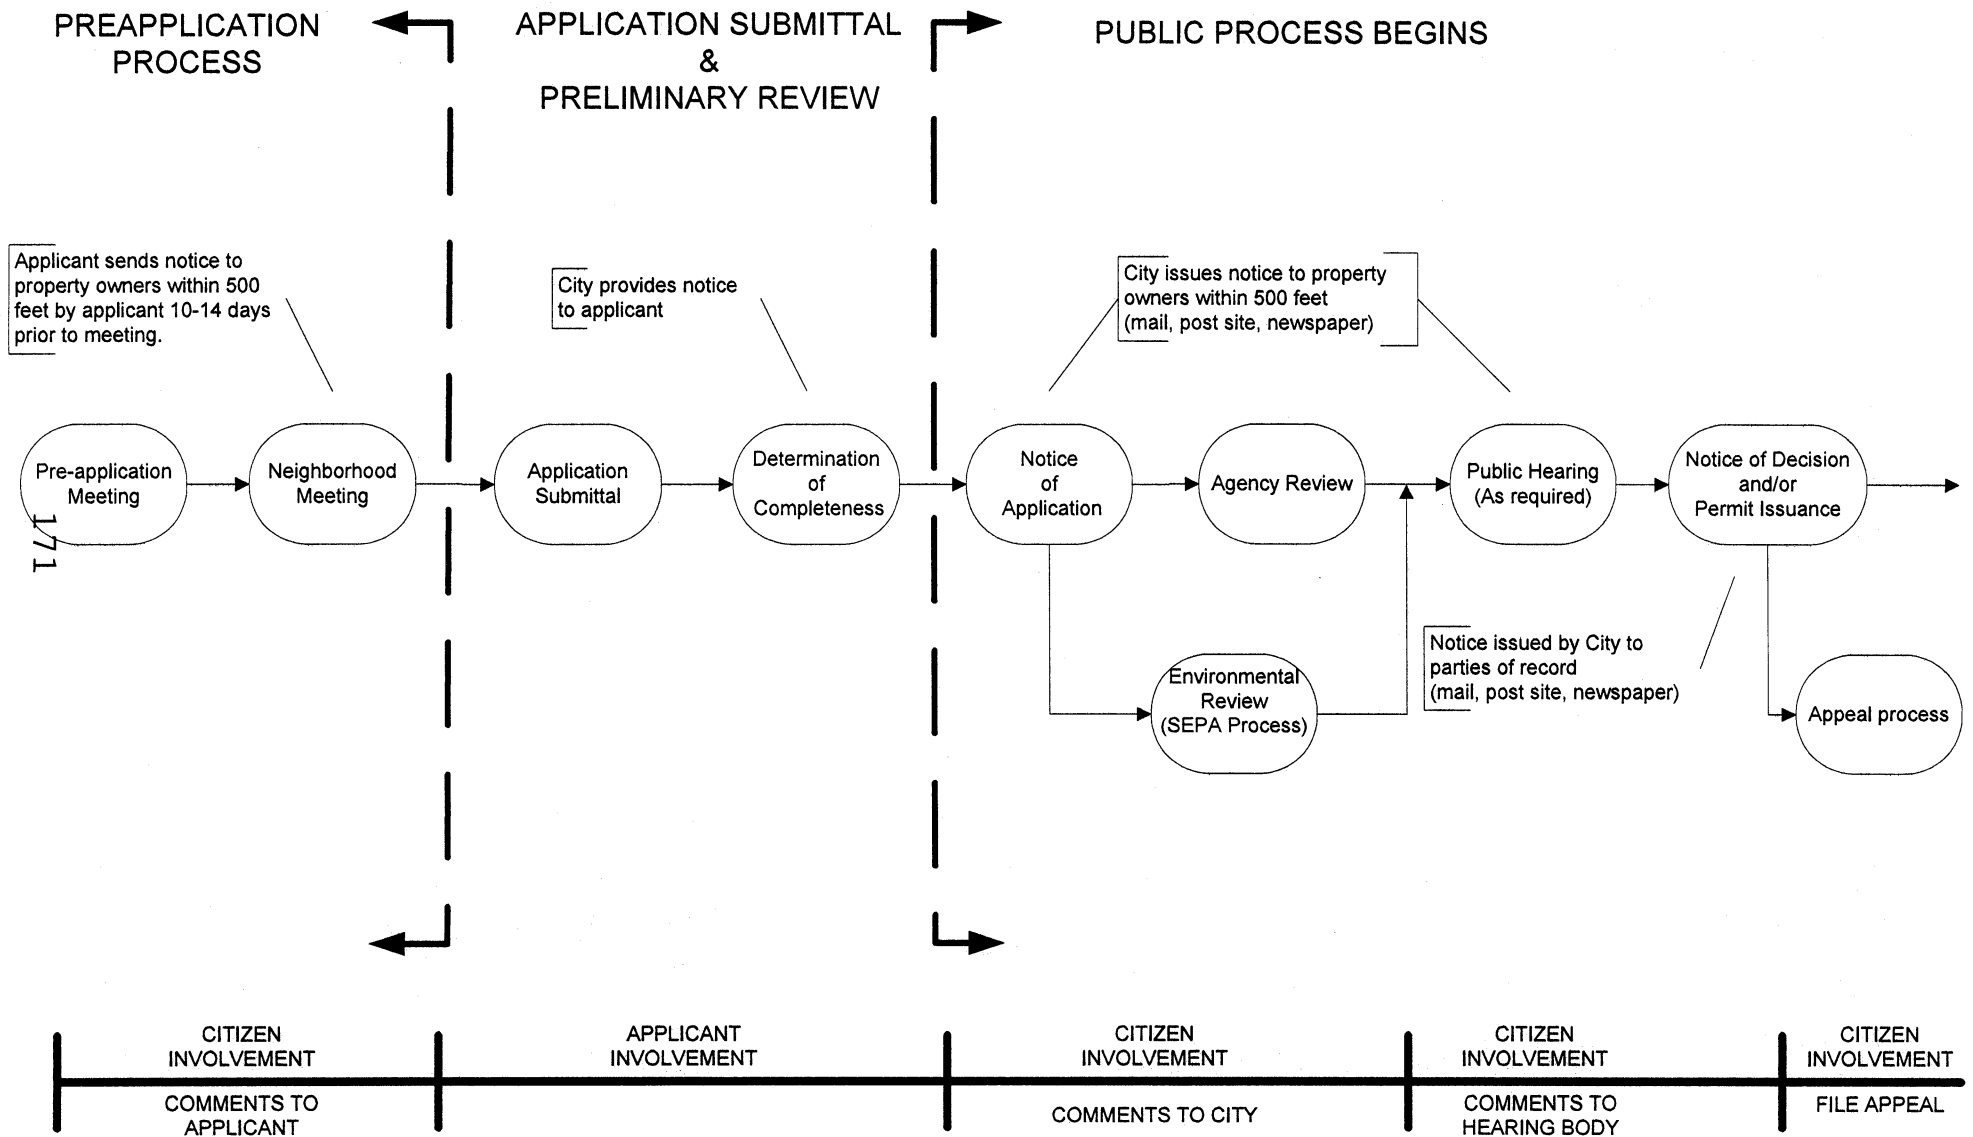 PREAPPLICATION
PROCESS
APPLICATION SUBMITTAL
&
PRELIMINARY REVIEW
PUBLIC PROCESS BEGINS
Applicant sends notice to
property owners within 500
feet by applicant 10-14 days
prior to meeting.
City provides notice
to applicant
City issues notice to property
owners within 500 feet
(mail, post site, newspaper)
Pre-application
Meeting
Neighborhood
Meeting
Application
Submittal
Determination
of
Completeness
Notice
of
Application
Agency Review
Public Hearing
(As required)
Notice of Decision
and/or
Permit Issuance
171
Environmental
Review
(SEPA Process)
Notice issued by City to
parties of record
(mail, post site, newspaper)
Appeal process
CITIZEN
INVOLVEMENT
COMMENTS TO
APPLICANT
APPLICANT
INVOLVEMENT
CITIZEN
INVOLVEMENT
COMMENTS TO CITY
CITIZEN
INVOLVEMENT
COMMENTS TO
HEARING BODY
CITIZEN
INVOLVEMENT
FILE APPEAL